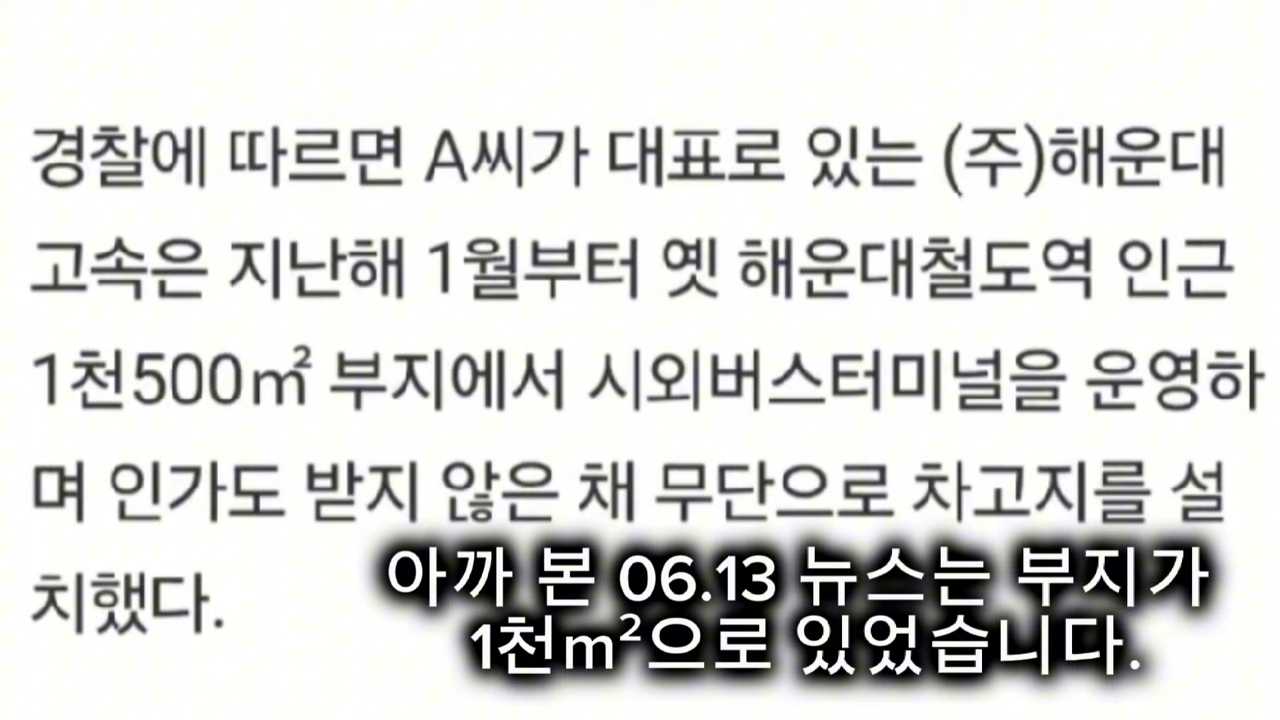 경찰에 따르면 A씨가 대표로 있는 (주)해운대
고속은 지난해 1월부터 옛 해운대철도역 인근
1천500㎡ 부지에서 시외버스터미널을 운영하
며 인가도 받지 않은 채 무단으로 차고지를 설
치했다.
아까 본 06.13 뉴스는 부지가
1천m²으로 있었습니다.